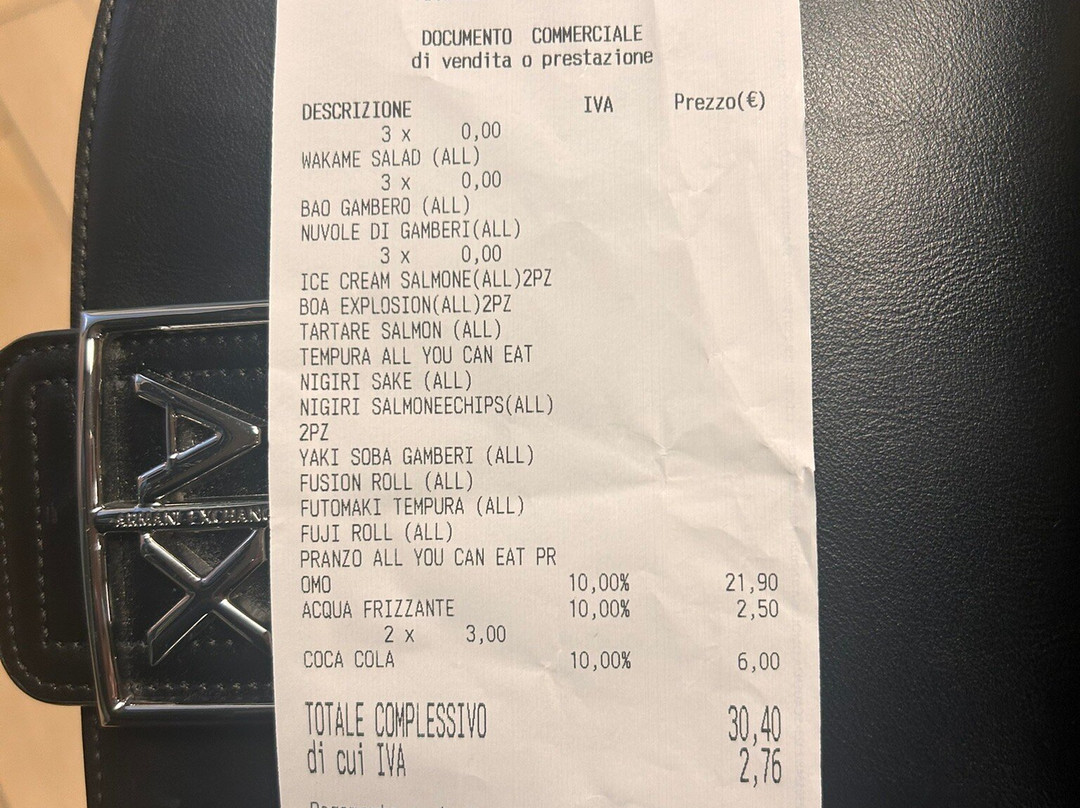 DOCUMENTO COMMERCIALE
di vendita o prestazione
DESCRIZIONE IVA Prezzo(€)
3 x 0,00
WAKAME SALAD (ALL)
3 x 0,00
BAO GAMBERO (ALL)
NUVOLE DI GAMBERI(ALL)
3 x 0,00
ICE CREAM SALMONE(ALL)2PZ
BOA EXPLOSION(ALL)2PZ
TARTARE SALMON (ALL)
TEMPURA ALL YOU CAN EAT
NIGIRI SAKE (ALL)
NIGIRI SALMONEECHIPS(ALL)
2PZ
YAKI SOBA GAMBERI (ALL)
FUSION ROLL (ALL)
FUTOMAKI TEMPURA (ALL)
FUJI ROLL (ALL)
PRANZO ALL YOU CAN EAT PR
OMO 10,00% 21,90
ACQUA FRIZZANTE 10,00% 2,50
2 x 3,00
COCA COLA 10,00% 6,00
TOTALE COMPLESSIVO 30,40
di cui IVA 2,76
A
ARMANI EXCHANG
X